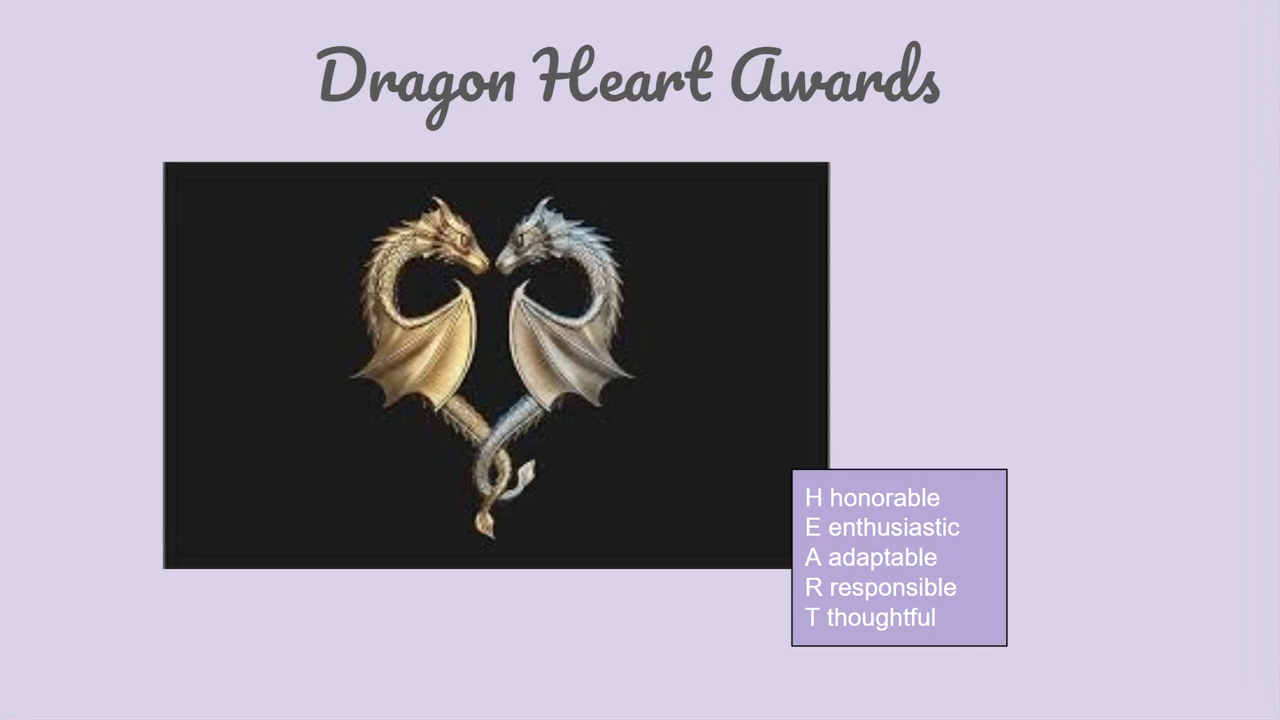 Dragon Heart Awards
H honorable
E enthusiastic
A adaptable
R responsible
T thoughtful